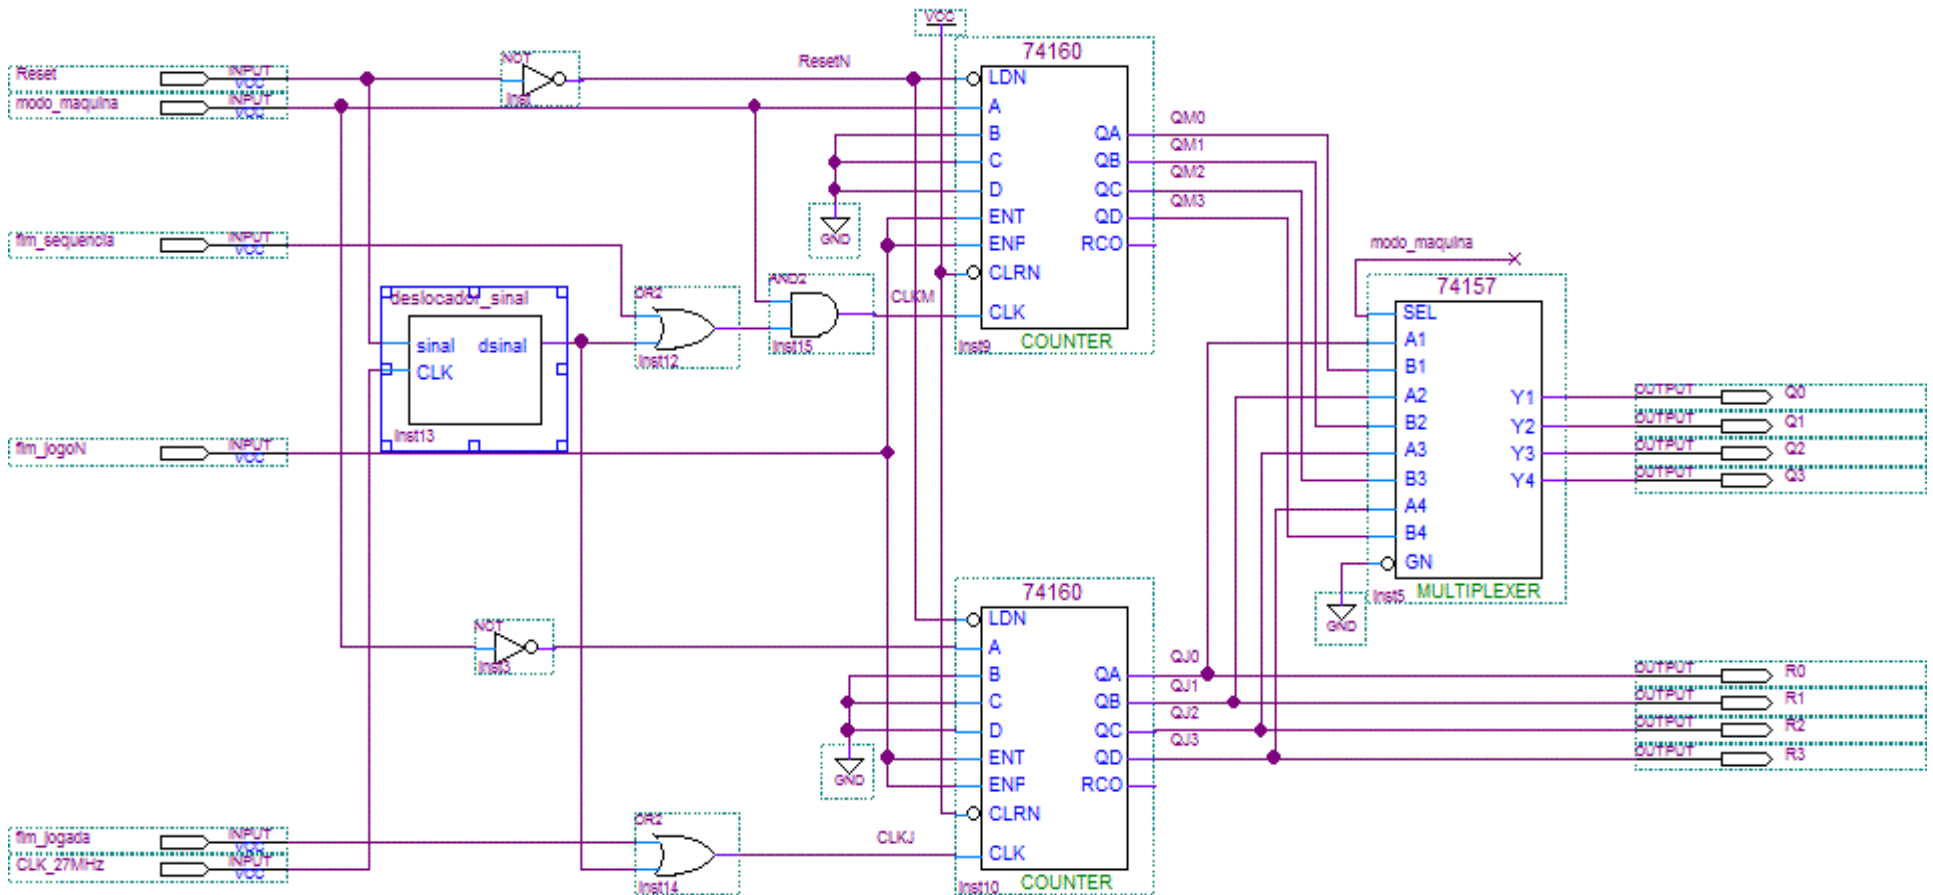 Reset
INPUT
VCC
modo_maquina
INPUT
VCC
fim_sequencia
INPUT
VCC
fim_jogoN
INPUT
VCC
fim_jogada
INPUT
VCC
CLK_27MHz
INPUT
VCC
NOT
inst
ResetN
deslocador_sinal
sinal
dsinal
CLK
inst13
OR2
inst12
AND2
inst15
CLKM
NOT
inst3
OR2
inst14
CLKJ
VCC
GND
74160
LDN
A
B
C
D
ENT
ENP
CLRN
CLK
QA
QB
QC
QD
RCO
inst9
COUNTER
QM0
QM1
QM2
QM3
GND
74160
LDN
A
B
C
D
ENT
ENP
CLRN
CLK
QA
QB
QC
QD
RCO
inst10
COUNTER
QJ0
QJ1
QJ2
QJ3
modo_maquina
74157
SEL
A1
B1
A2
B2
A3
B3
A4
B4
GN
Y1
Y2
Y3
Y4
inst5
MULTIPLEXER
GND
OUTPUT
Q0
OUTPUT
Q1
OUTPUT
Q2
OUTPUT
Q3
OUTPUT
R0
OUTPUT
R1
OUTPUT
R2
OUTPUT
R3